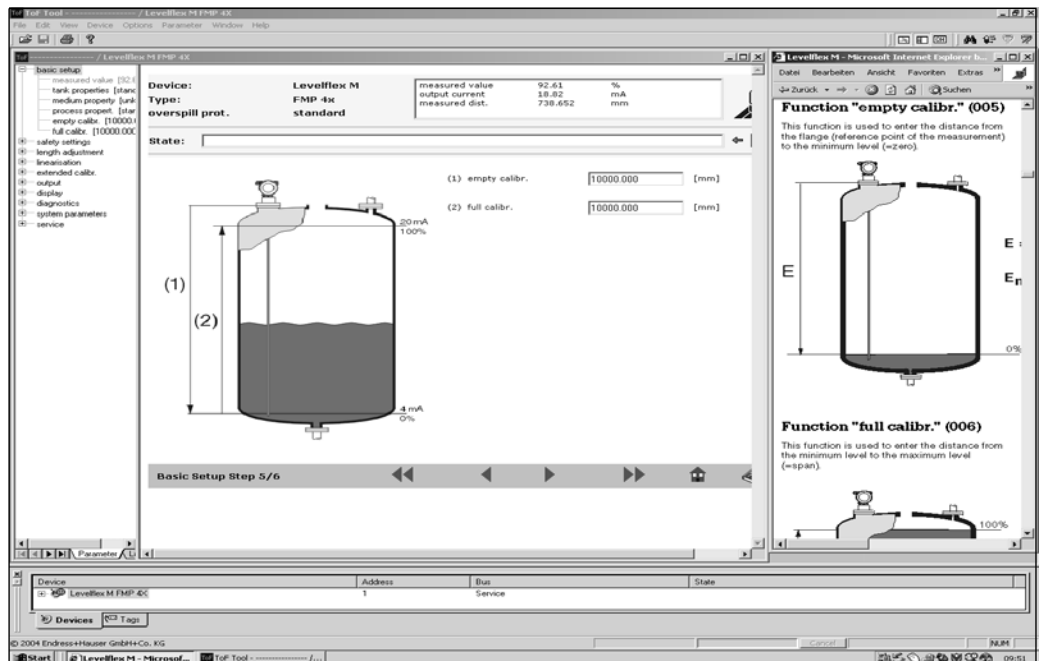 ToF Tool - ---------------- / Levelflex M FMP 4X
File Edit View Device Options Parameter Window Help
---------------- / Levelflex M FMP 4X
basic setup
measured value [92.6
tank properties [stanc
medium property [unk
process propert. [star
empty calibr. [10000.
full calibr. [10000.000
safety settings
length adjustment
linearisation
extended calibr.
output
display
diagnostics
system parameters
service
Parameter
Device: Levelflex M
Type: FMP 4x
overspill prot. standard
measured value 92.61 %
output current 18.82 mA
measured dist. 738.652 mm
State:
(1) empty calibr. 10000.000 [mm]
(2) full calibr. 10000.000 [mm]
20 mA
100%
(1)
(2)
4 mA
0%
Basic Setup Step 5/6
Levelflex M - Microsoft Internet Explorer b...
Datei Bearbeiten Ansicht Favoriten Extras
Zurück Suchen
Function "empty calibr." (005)
This function is used to enter the distance from
the flange (reference point of the measurement)
to the minimum level (=zero).
E
E
E
0%
Function "full calibr." (006)
This function is used to enter the distance from
the minimum level to the maximum level
(=span).
100%
Device Address Bus State
Levelflex M FMP 4X 1 Service
Devices Tags
© 2004 Endress+Hauser GmbH+Co. KG Cancel NUM
Start Levelflex M - Microsof... ToF Tool - ---------------- /... 09:51